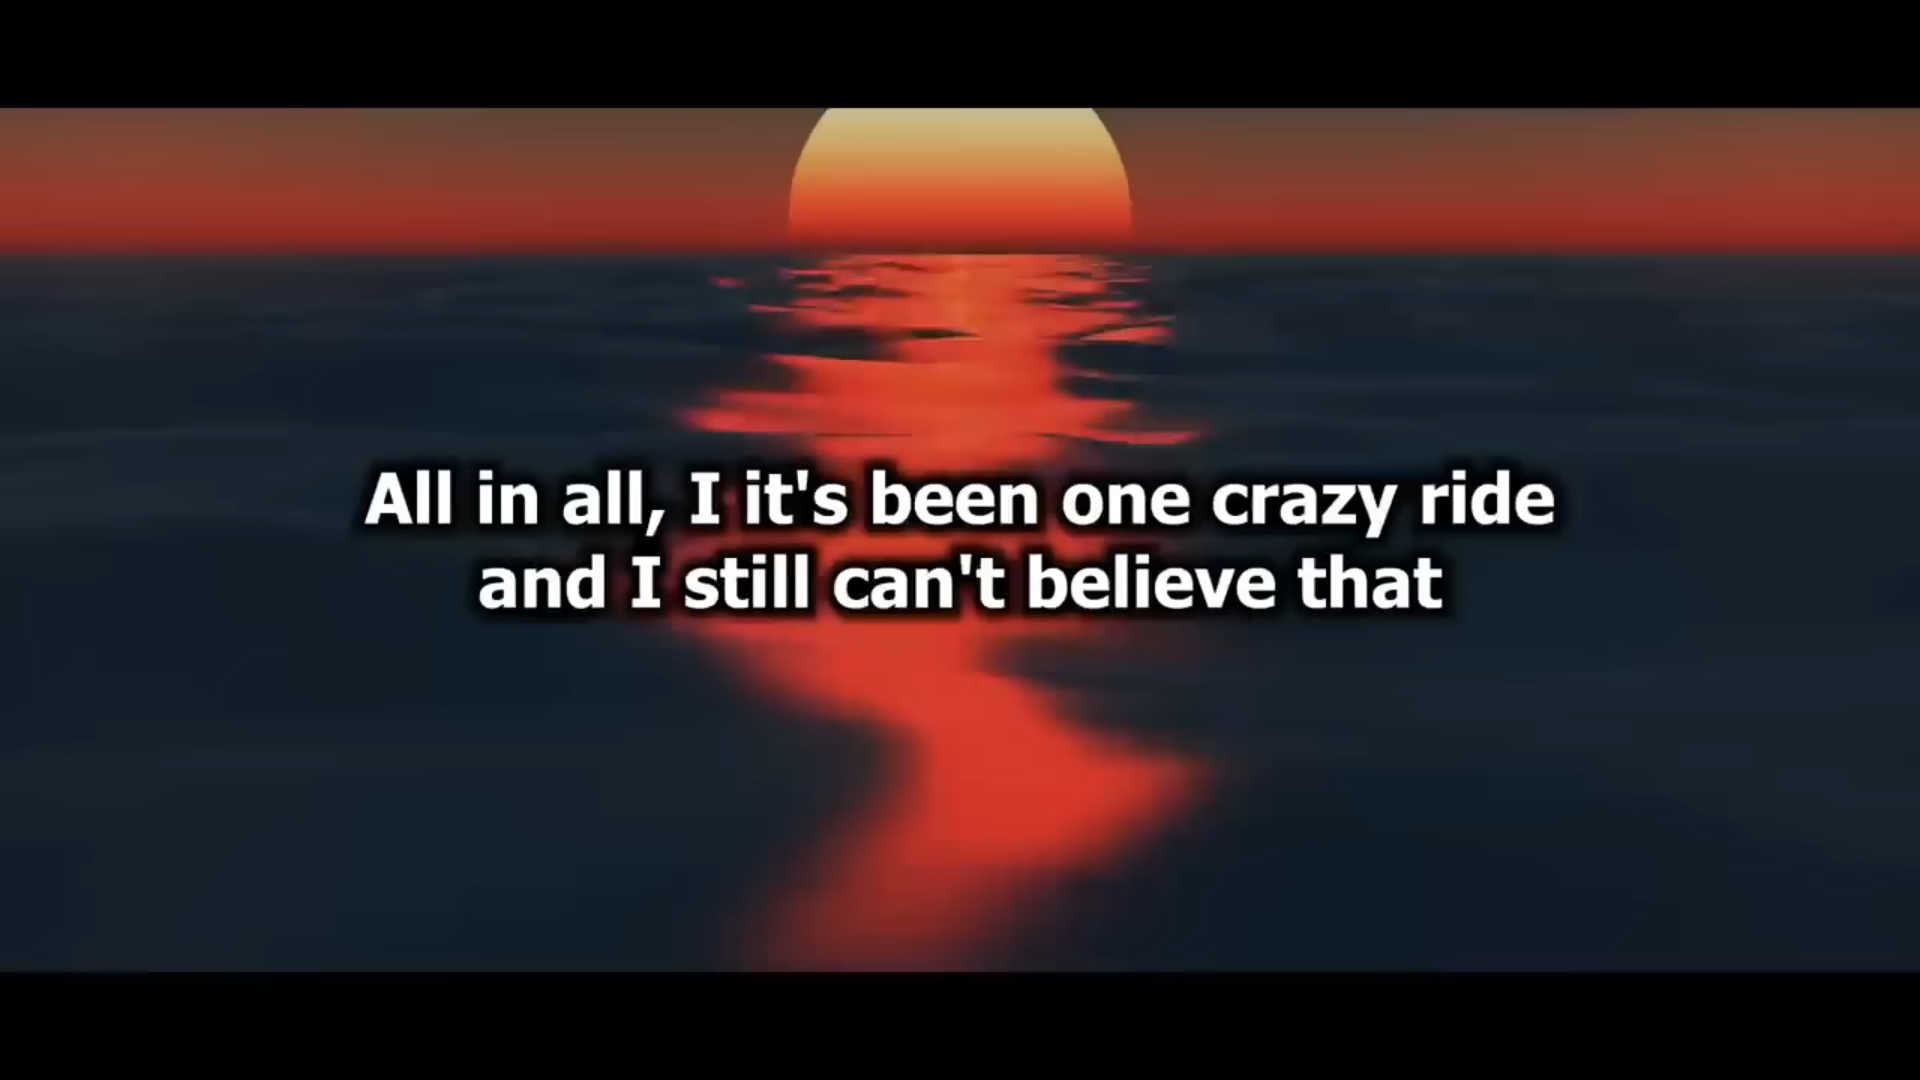 All in all, I it's been one crazy ride
and I still can't believe that